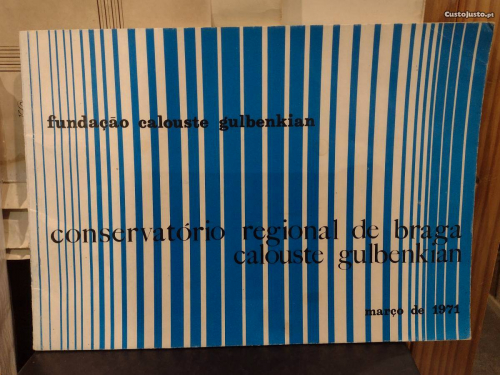 CustoJusto.pt
fundação calouste gulbenkian
conservatório regional de braga
calouste gulbenkian
março de 1971